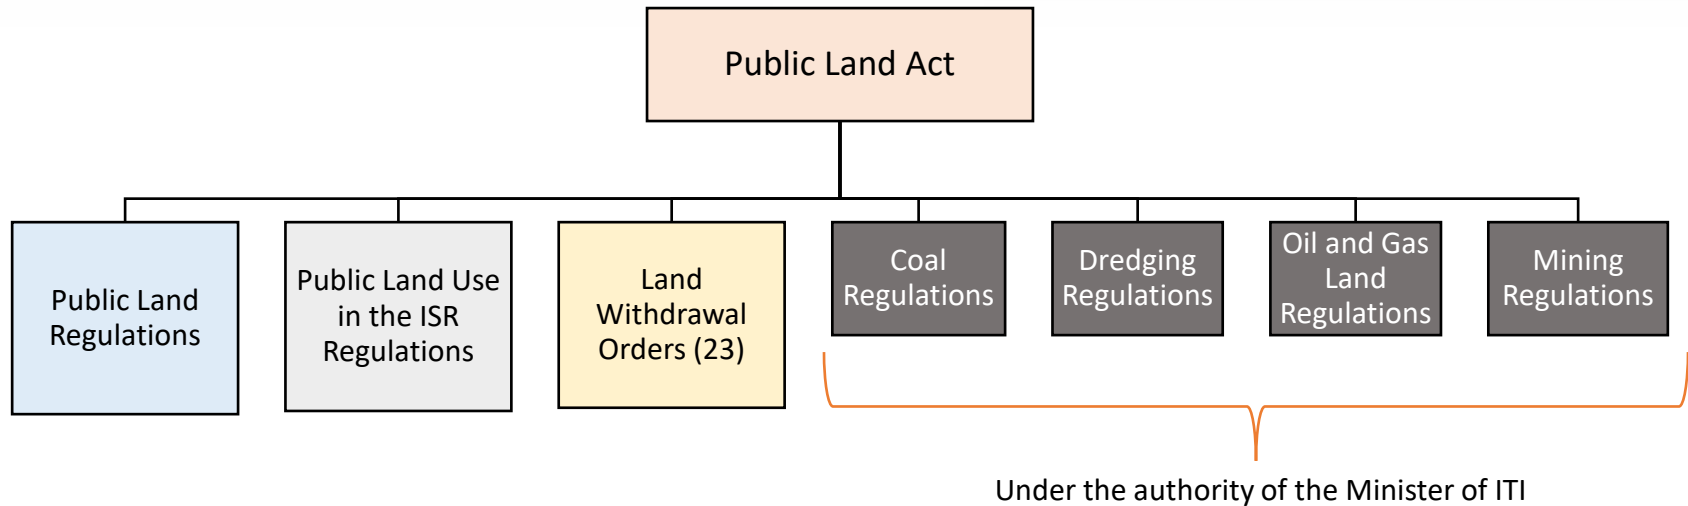 Public Land Act
Public Land
Regulations
Public Land Use
in the ISR
Regulations
Land
Withdrawal
Orders (23)
Coal
Regulations
Dredging
Regulations
Oil and Gas
Land
Regulations
Mining
Regulations
Under the authority of the Minister of ITI